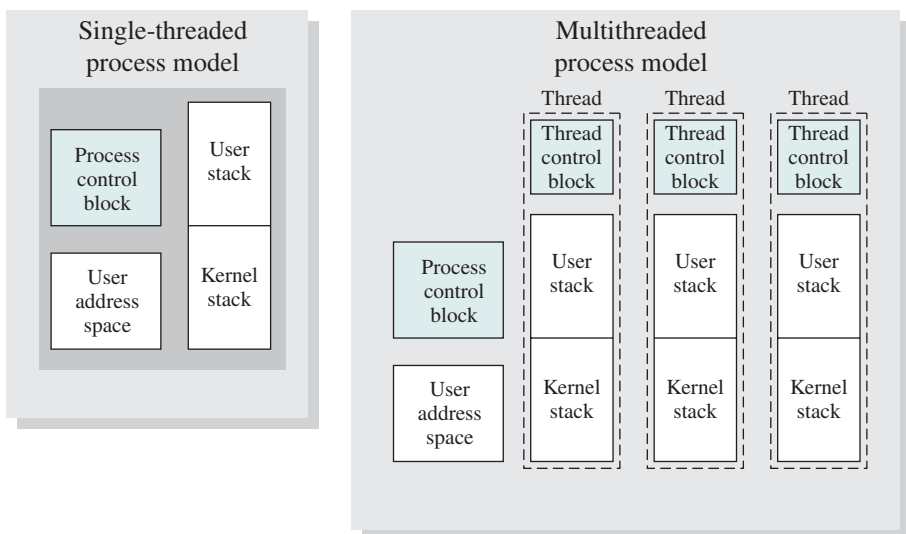 Single-threaded
process model
Process
control
block
User
stack
User
address
space
Kernel
stack
Multithreaded
process model
Thread
Thread
Thread
Thread
control
block
Thread
control
block
Thread
control
block
Process
control
block
User
stack
User
stack
User
stack
User
address
space
Kernel
stack
Kernel
stack
Kernel
stack